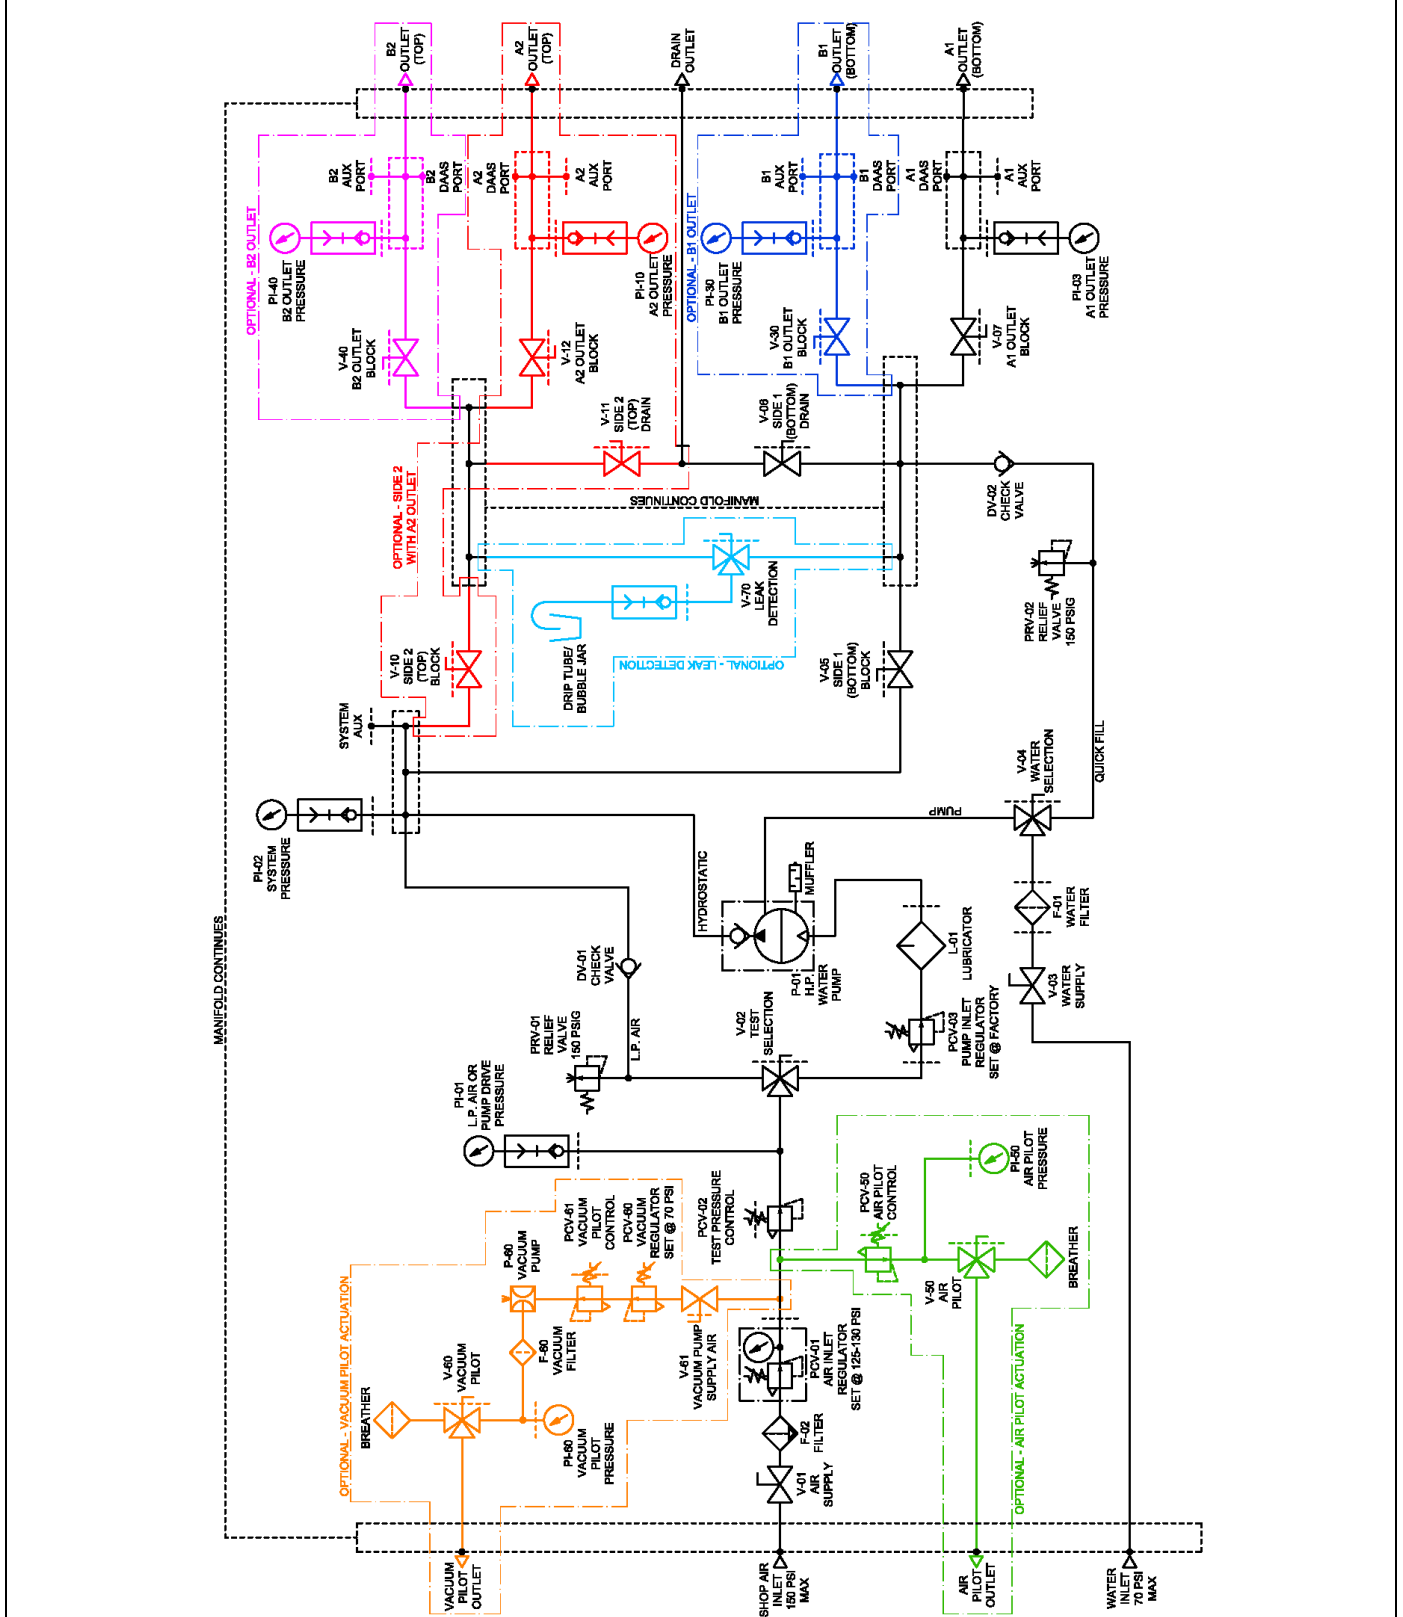 MANIFOLD CONTINUES
B2
OUTLET
(TOP)
A2
OUTLET
(TOP)
DRAIN
OUTLET
B1
OUTLET
(BOTTOM)
A1
OUTLET
(BOTTOM)
OPTIONAL - B2 OUTLET
B2
AUX
PORT
B2
DAAS
PORT
A2
DAAS
PORT
A2
AUX
PORT
OPTIONAL - B1 OUTLET
B1
AUX
PORT
B1
DAAS
PORT
A1
DAAS
PORT
A1
AUX
PORT
PI-40
B2 OUTLET
PRESSURE
PI-10
A2 OUTLET
PRESSURE
PI-30
B1 OUTLET
PRESSURE
PI-03
A1 OUTLET
PRESSURE
V-40
B2 OUTLET
BLOCK
V-12
A2 OUTLET
BLOCK
V-30
B1 OUTLET
BLOCK
V-07
A1 OUTLET
BLOCK
V-11
SIDE 2
(TOP)
DRAIN
V-08
SIDE 1
(BOTTOM)
DRAIN
OPTIONAL - SIDE 2
WITH A2 OUTLET
MANIFOLD CONTINUES
DV-02
CHECK
VALVE
V-10
SIDE 2
(TOP)
BLOCK
DRIP TUBE/
BUBBLE JAR
OPTIONAL - LEAK DETECTION
V-70
LEAK
DETECTION
V-05
SIDE 1
(BOTTOM)
BLOCK
PRV-02
RELIEF
VALVE
150 PSIG
SYSTEM
AUX
PI-02
SYSTEM
PRESSURE
HYDROSTATIC
PUMP
V-04
WATER
SELECTION
QUICK FILL
MUFFLER
F-01
WATER
FILTER
DV-01
CHECK
VALVE
P-01
H.P.
WATER
PUMP
L-01
LUBRICATOR
V-03
WATER
SUPPLY
PRV-01
RELIEF
VALVE
150 PSIG
L.P. AIR
V-02
TEST
SELECTION
PCV-03
PUMP INLET
REGULATOR
SET @ FACTORY
PI-01
L.P. AIR OR
PUMP DRIVE
PRESSURE
PCV-02
TEST PRESSURE
CONTROL
PCV-50
AIR PILOT
CONTROL
PI-50
AIR PILOT
PRESSURE
P-60
VACUUM
PUMP
PCV-61
VACUUM
PILOT
CONTROL
PCV-60
VACUUM
REGULATOR
SET @ 70 PSI
V-50
AIR
PILOT
BREATHER
OPTIONAL - VACUUM PILOT ACTUATION
BREATHER
V-60
VACUUM
PILOT
F-60
VACUUM
FILTER
V-61
VACUUM PUMP
SUPPLY AIR
PCV-01
AIR INLET
REGULATOR
SET @ 125-130 PSI
PI-60
VACUUM
PILOT
PRESSURE
F-02
FILTER
V-01
AIR
SUPPLY
OPTIONAL - AIR PILOT ACTUATION
VACUUM
PILOT
OUTLET
SHOP AIR
INLET
150 PSI
MAX
AIR
PILOT
OUTLET
WATER
INLET
70 PSI
MAX